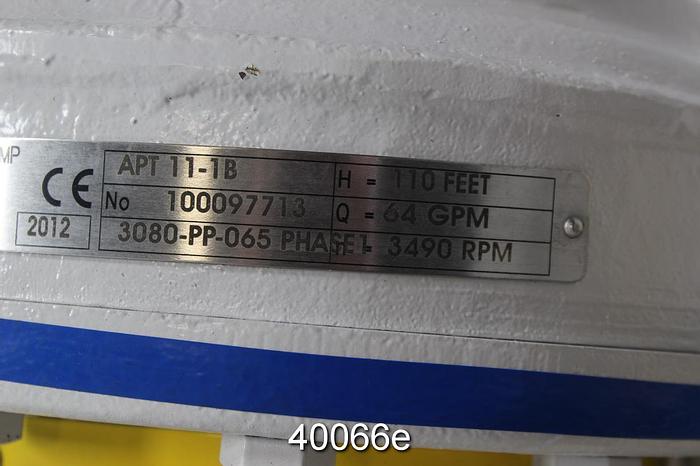 MP
CE
2012
APT 11-1B
No 100097713
3080-PP-065 PHASE1
H = 110 FEET
Q = 64 GPM
n = 3490 RPM
40066e